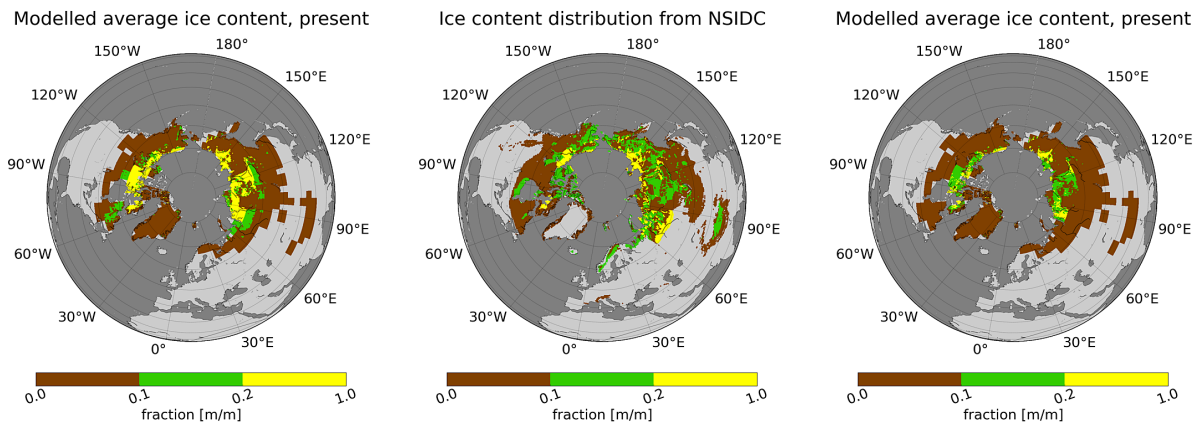 Modelled average ice content, present
180°
150°W
150°E
120°W
120°E
90°W
90°E
60°W
60°E
30°W
30°E
0°
0.0
0.1
0.2
1.0
fraction [m/m]
Ice content distribution from NSIDC
180°
150°W
150°E
120°W
120°E
90°W
90°E
60°W
60°E
30°W
30°E
0°
0.0
0.1
0.2
1.0
fraction [m/m]
Modelled average ice content, present
180°
150°W
150°E
120°W
120°E
90°W
90°E
60°W
60°E
30°W
30°E
0°
0.0
0.1
0.2
1.0
fraction [m/m]